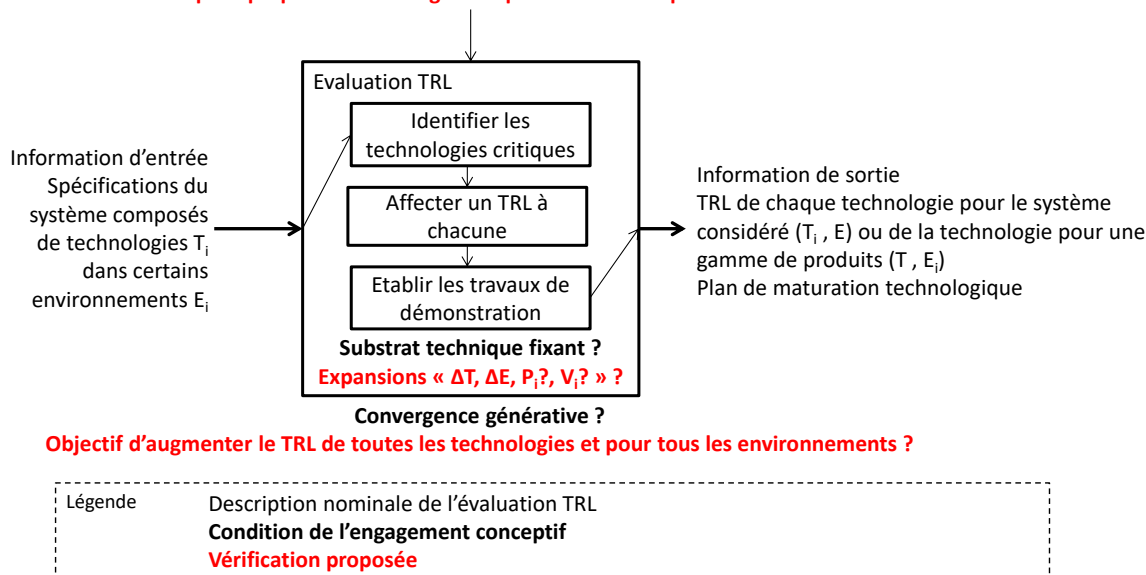 Evaluation TRL
Identifier les
technologies critiques
Affecter un TRL à
chacune
Etablir les travaux de
démonstration
Substrat technique fixant ?
Expansions « ΔT, ΔE, Pi?, Vi? » ?
Information d’entrée
Spécifications du
système composés
de technologies Ti
dans certains
environnements Ei
Information de sortie
TRL de chaque technologie pour le système
considéré (Ti , E) ou de la technologie pour une
gamme de produits (T , Ei)
Plan de maturation technologique
Convergence générative ?
Objectif d’augmenter le TRL de toutes les technologies et pour tous les environnements ?
Légende
Description nominale de l’évaluation TRL
Condition de l’engagement conceptif
Vérification proposée